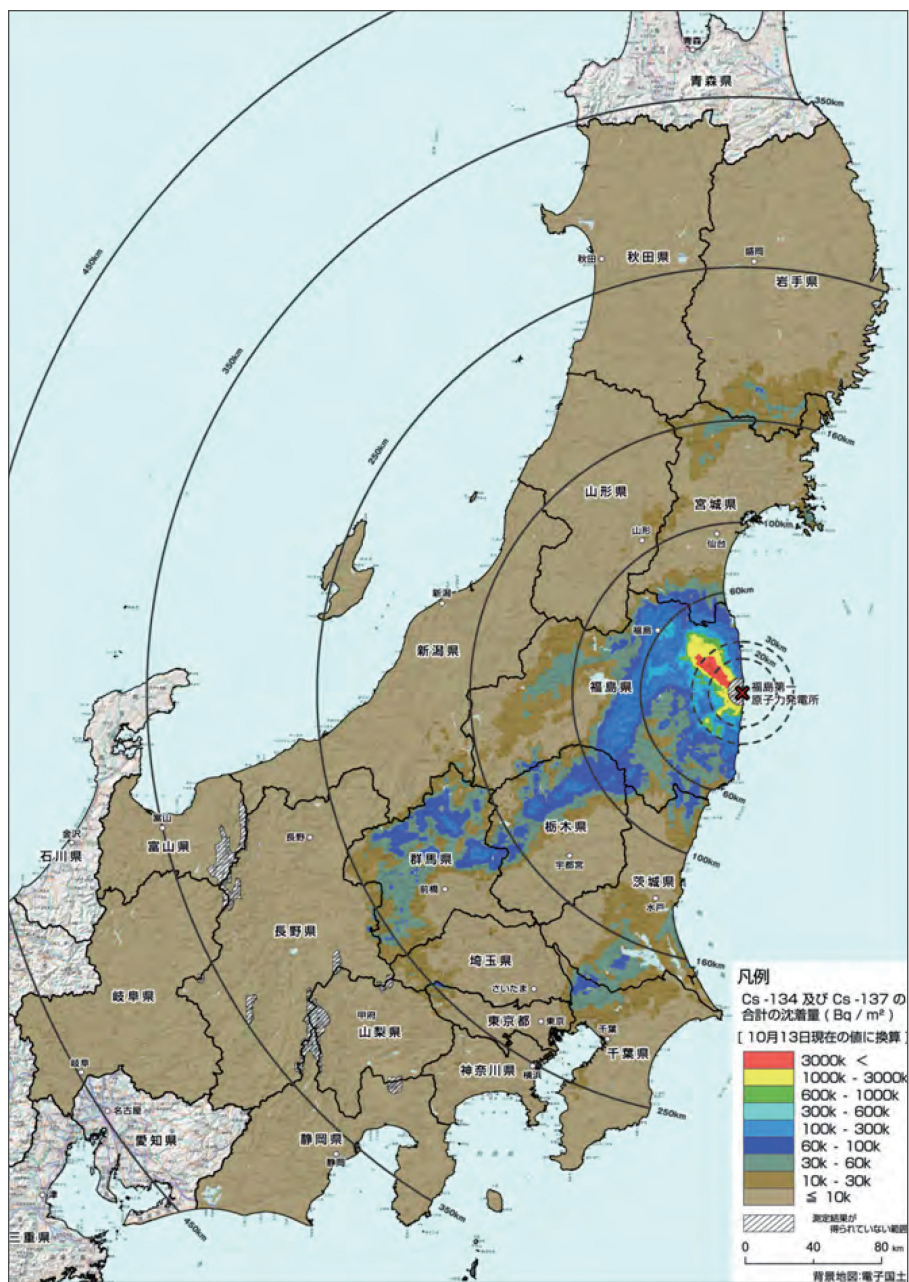 青森
青森県
350km
450km
秋田
秋田県
盛岡
岩手県
350km
250km
160km
山形県
宮城県
山形
仙台
100km
新潟
60km
新潟県
福島
30km
20km
福島県
福島第一
原子力発電所
60km
栃木県
100km
長野
群馬県
宇都宮
茨城県
富山
富山県
金沢
石川県
前橋
水戸
長野県
埼玉県
160km
さいたま
岐阜県
甲府
山梨県
東京都
東京
千葉
千葉県
神奈川県
横浜
岐阜
250km
名古屋
愛知県
静岡県
静岡
津
350km
450km
三重県
凡例
Cs -134 及び Cs -137 の
合計の沈着量 ( Bq / m² )
[ 10月13日現在の値に換算 ]
3000k <
1000k - 3000k
600k - 1000k
300k - 600k
100k - 300k
60k - 100k
30k - 60k
10k - 30k
≦ 10k
測定結果が
得られていない範囲
0 40 80 km
背景地図:電子国土